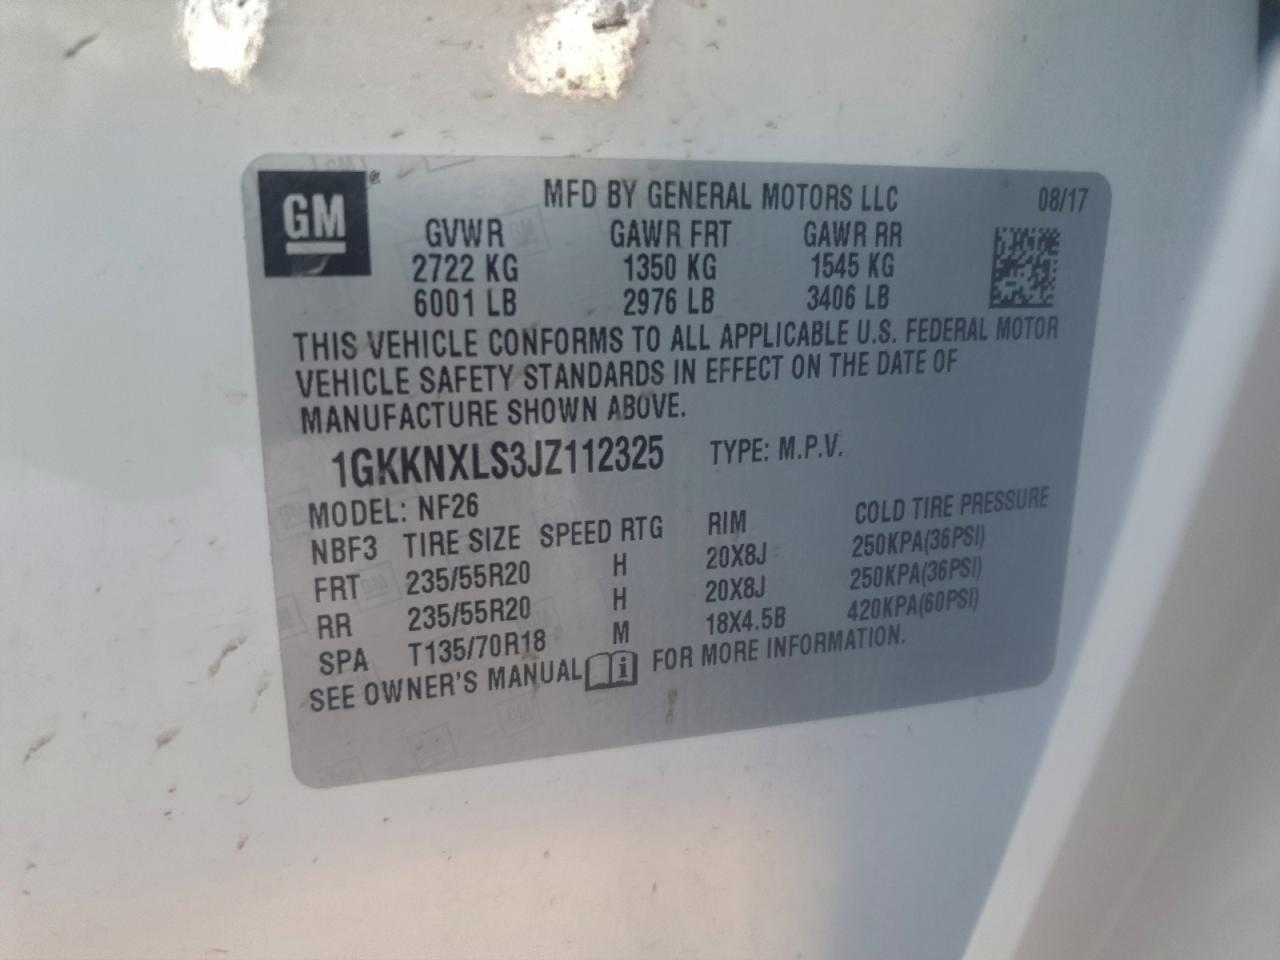 GM
MFD BY GENERAL MOTORS LLC 08/17
GVWR GAWR FRT GAWR RR
2722 KG 1350 KG 1545 KG
6001 LB 2976 LB 3406 LB
THIS VEHICLE CONFORMS TO ALL APPLICABLE U.S. FEDERAL MOTOR
VEHICLE SAFETY STANDARDS IN EFFECT ON THE DATE OF
MANUFACTURE SHOWN ABOVE.
1GKKNXLS3JZ112325 TYPE: M.P.V.
MODEL: NF26
NBF3 TIRE SIZE SPEED RTG RIM COLD TIRE PRESSURE
FRT 235/55R20 H 20X8J 250KPA(36PSI)
RR 235/55R20 H 20X8J 250KPA(36PSI)
SPA T135/70R18 M 18X4.5B 420KPA(60PSI)
SEE OWNER'S MANUAL i FOR MORE INFORMATION.